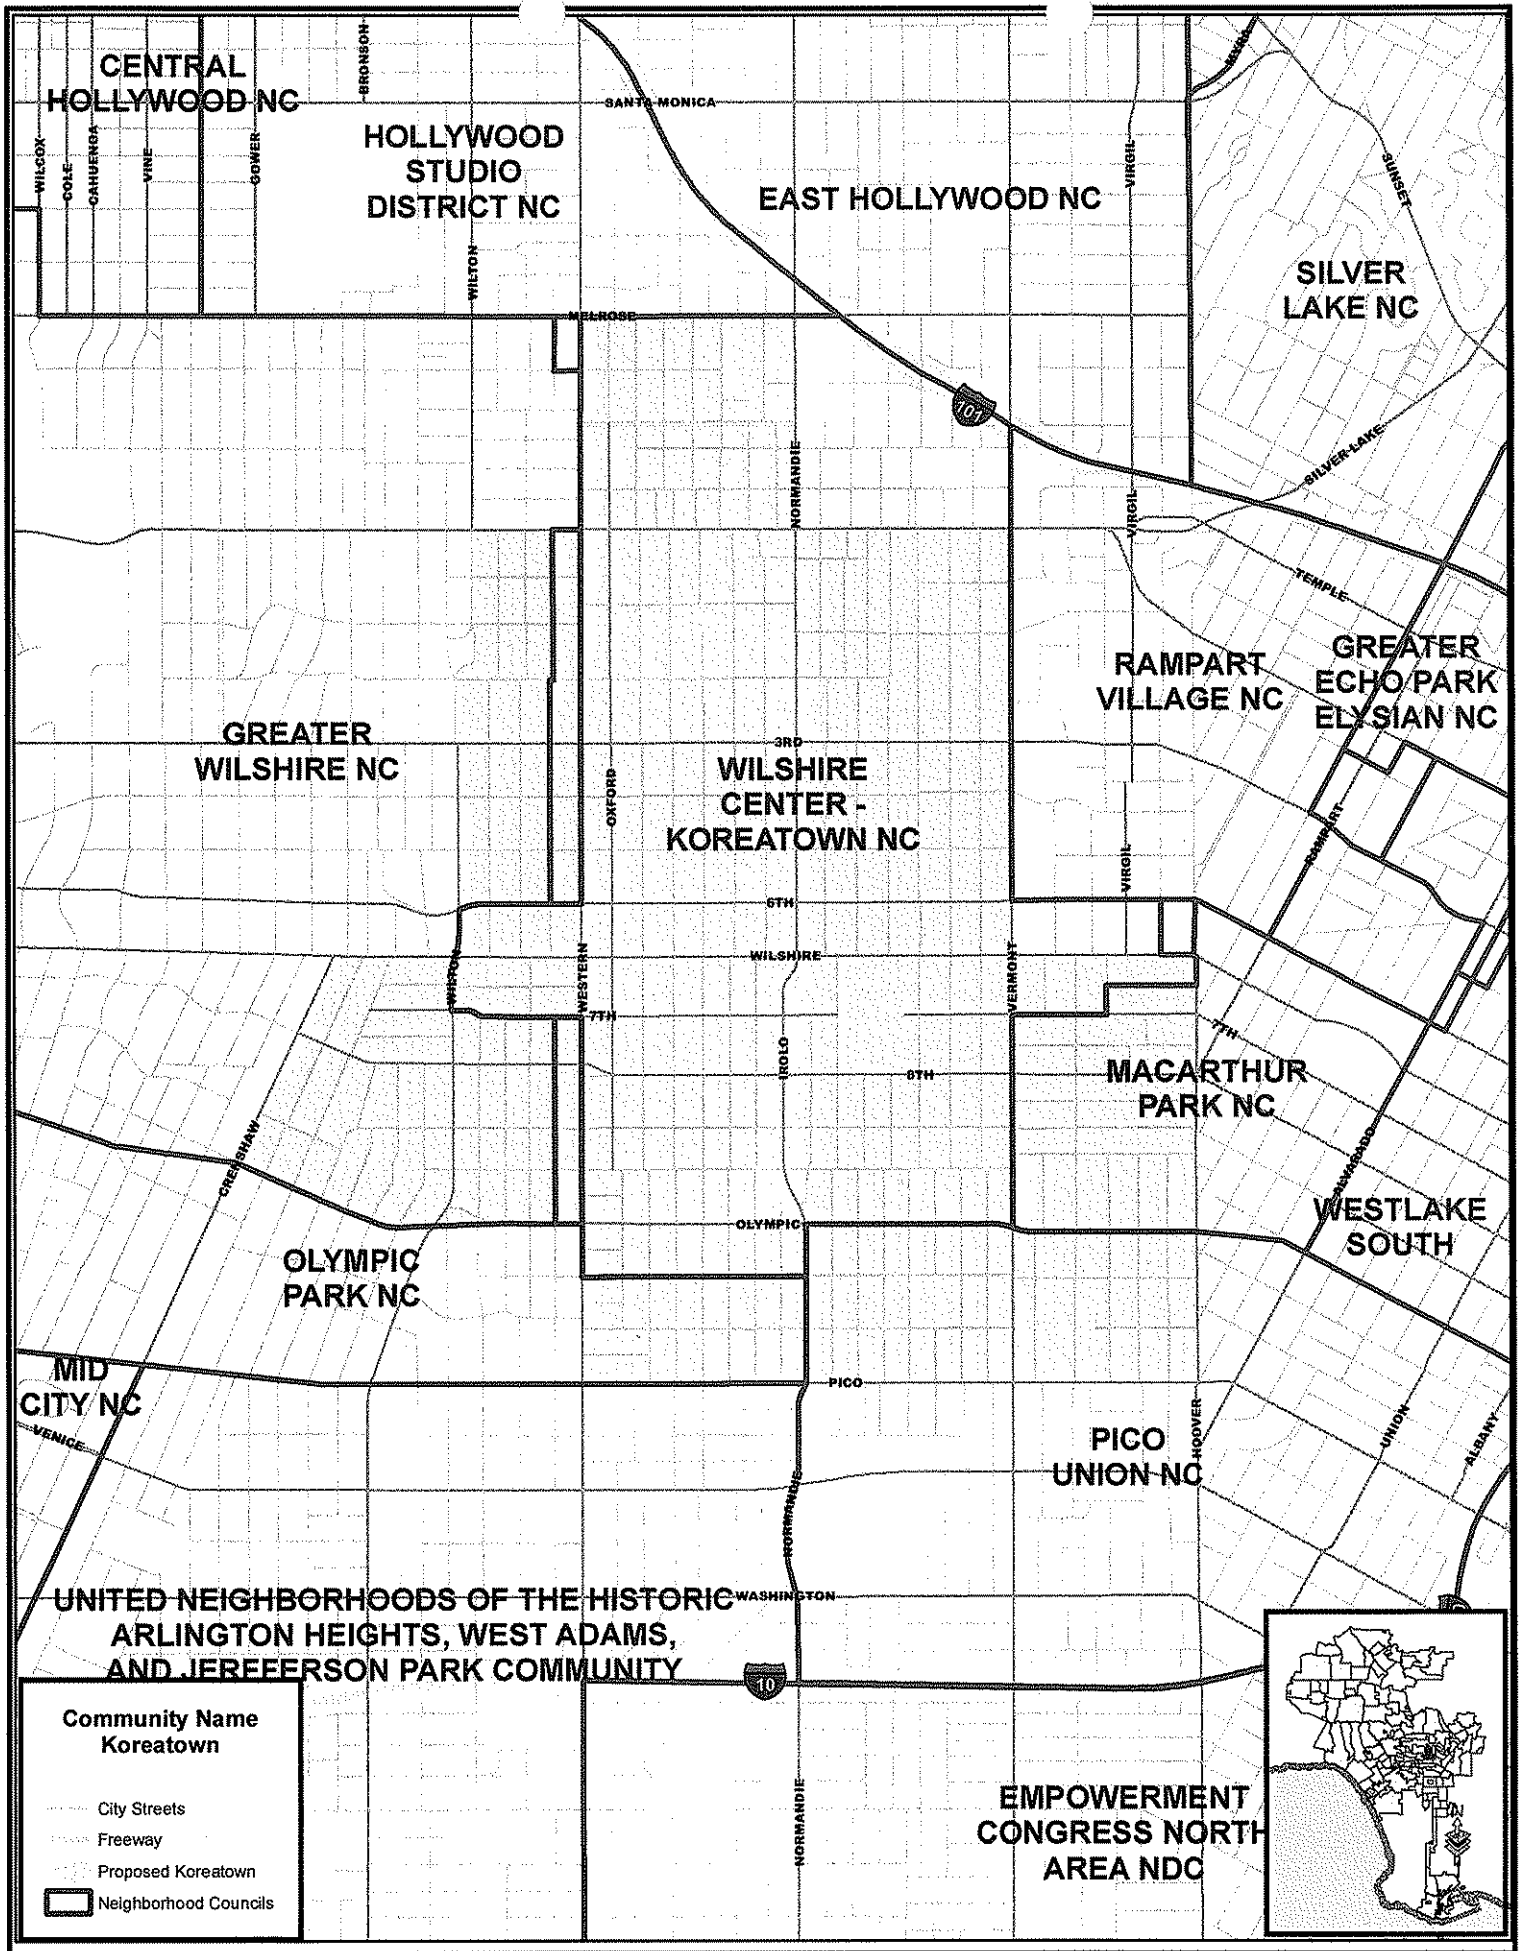 CENTRAL
HOLLYWOOD NC
BRONSON
SANTA MONICA
MYRA
HOLLYWOOD
STUDIO
DISTRICT NC
WILCOX
COLE
CAHUENGA
VINE
GOWER
WILTON
EAST HOLLYWOOD NC
VIRGIL
SUNSET
SILVER
LAKE NC
MELROSE
101
NORMANDIE
SILVER LAKE
VIRGIL
TEMPLE
RAMPART
VILLAGE NC
GREATER
ECHO PARK
ELYSIAN NC
GREATER
WILSHIRE NC
3RD
WILSHIRE
CENTER -
KOREATOWN NC
OXFORD
VIRGIL
RAMPART
6TH
WILSHIRE
WILTON
WESTERN
VERMONT
7TH
7TH
IROLO
8TH
MACARTHUR
PARK NC
CRENSHAW
ALVARADO
WESTLAKE
SOUTH
OLYMPIC
OLYMPIC
PARK NC
MID
CITY NC
VENICE
PICO
PICO
UNION NC
HOOVER
UNION
ALBANY
NORMANDIE
UNITED NEIGHBORHOODS OF THE HISTORIC
ARLINGTON HEIGHTS, WEST ADAMS,
AND JEREFERSON PARK COMMUNITY
WASHINGTON
10
Community Name
Koreatown
City Streets
Freeway
Proposed Koreatown
Neighborhood Councils
NORMANDIE
EMPOWERMENT
CONGRESS NORTH
AREA NDC
N